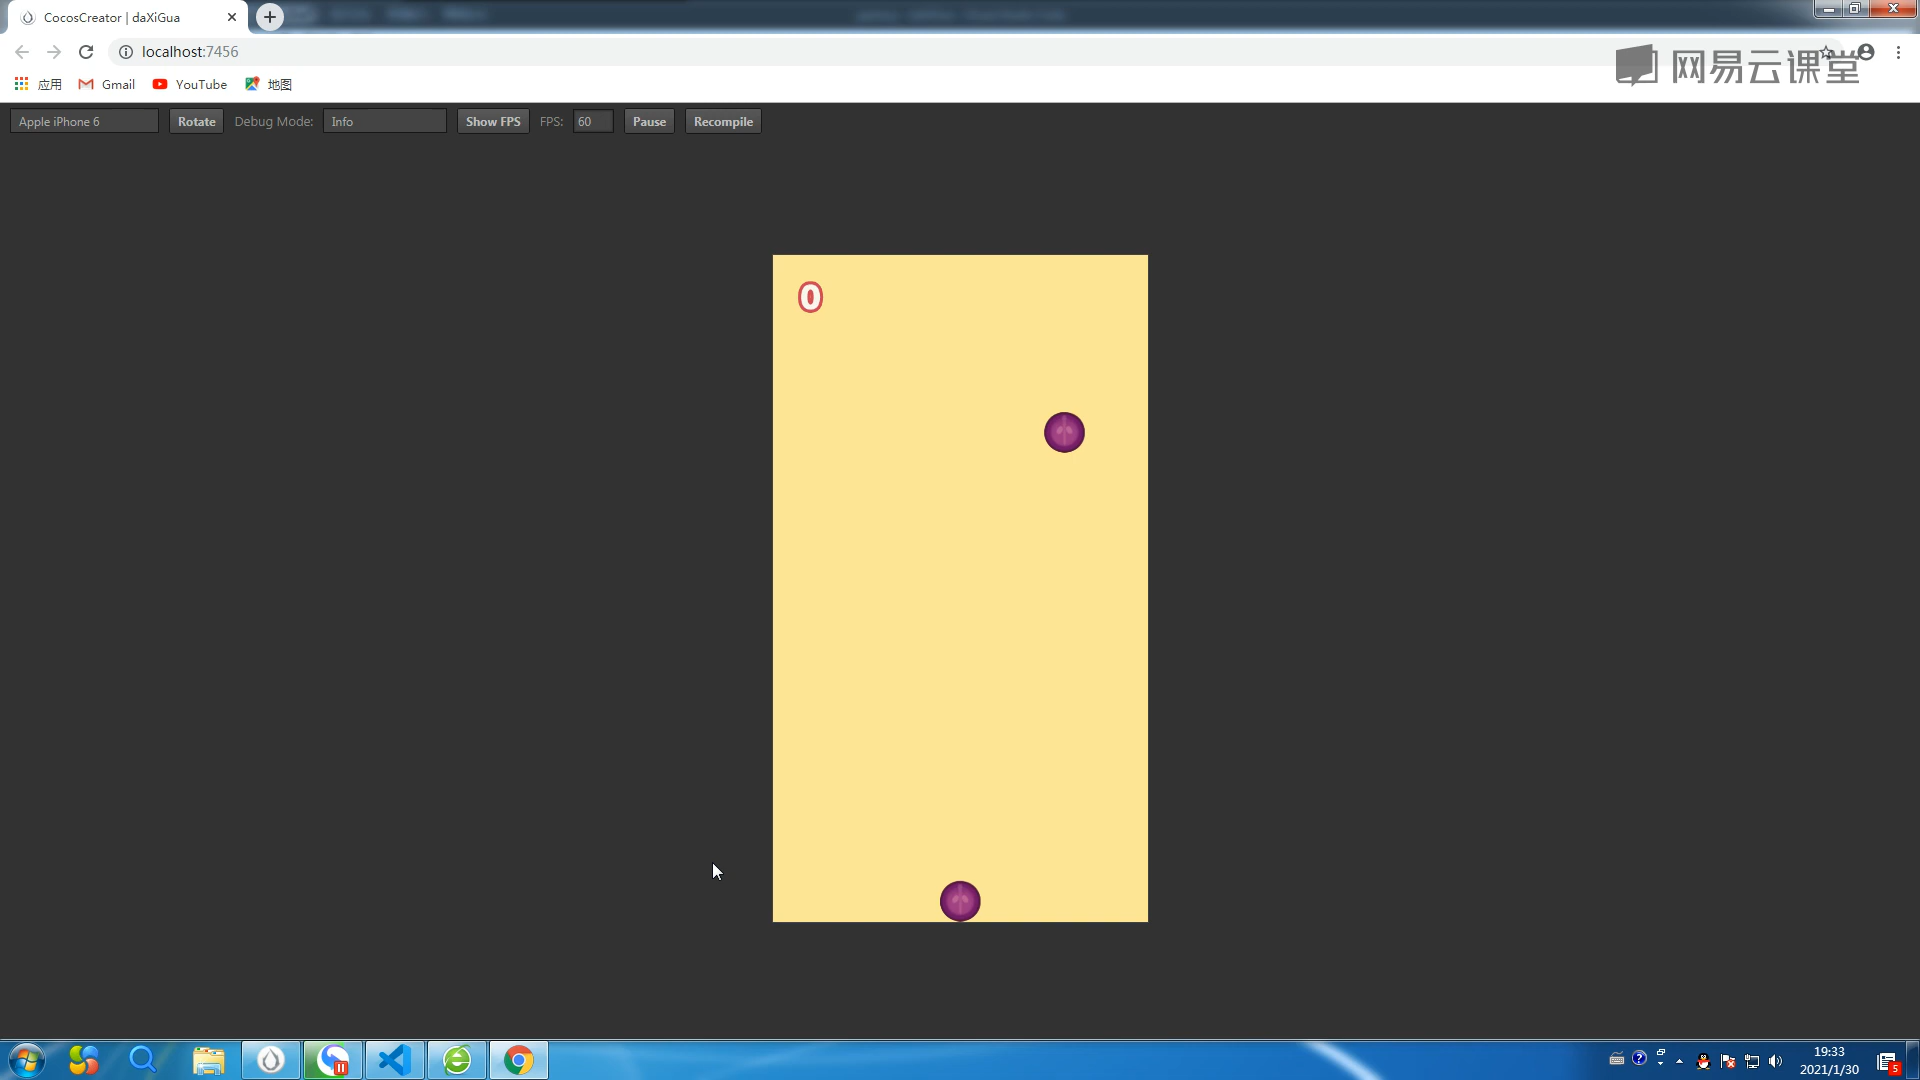 CocosCreator | daXiGua
localhost:7456
应用 Gmail YouTube 地图
网易云课堂
Apple iPhone 6 Rotate Debug Mode: Info Show FPS FPS: 60 Pause Recompile
0
19:33
2021/1/30
5